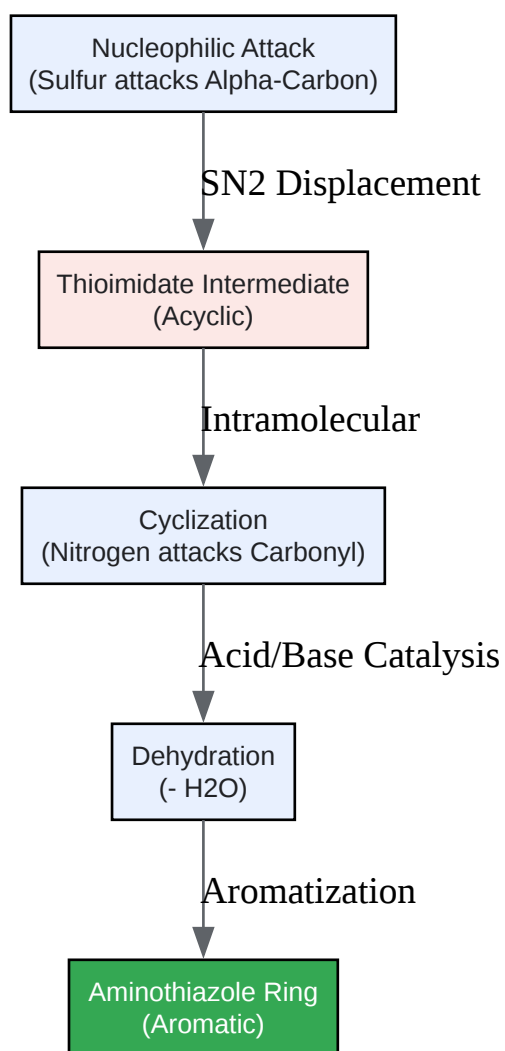 Nucleophilic Attack
(Sulfur attacks Alpha-Carbon)
SN2 Displacement
Thioimidate Intermediate
(Acyclic)
Intramolecular
Cyclization
(Nitrogen attacks Carbonyl)
Acid/Base Catalysis
Dehydration
(- H2O)
Aromatization
Aminothiazole Ring
(Aromatic)